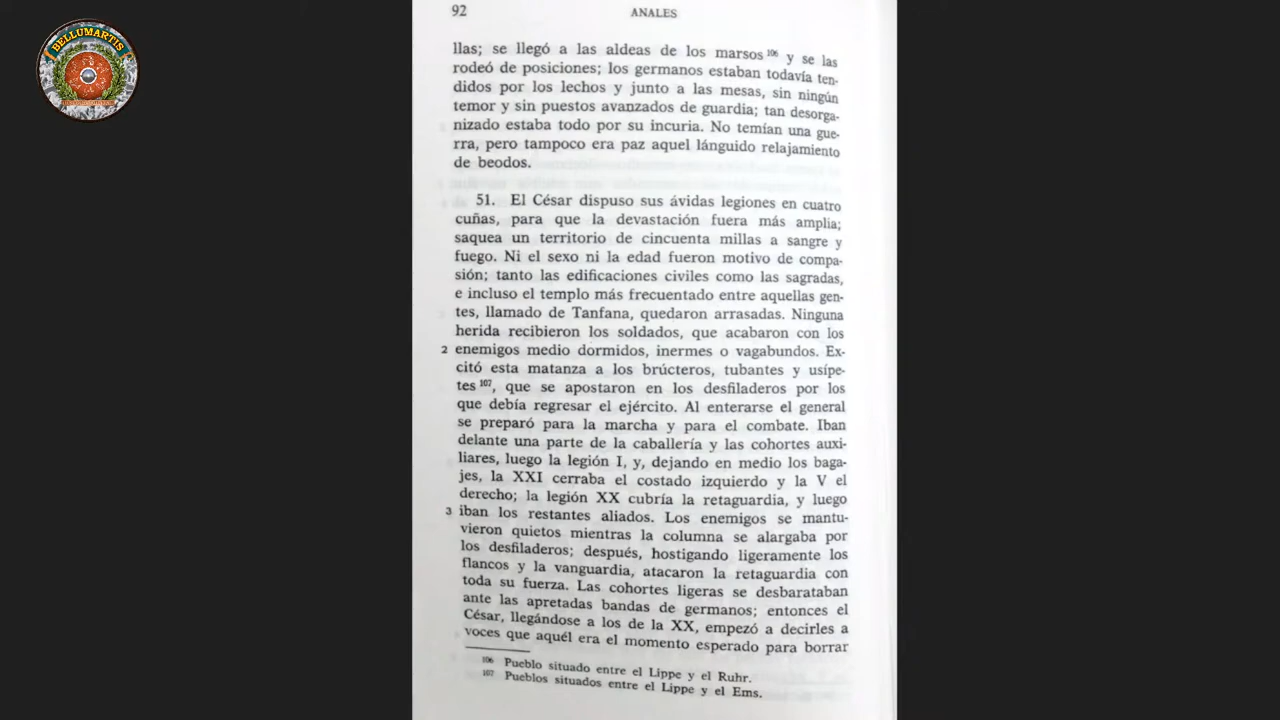 BELLUMARTIS
92 ANALES
llas; se llegó a las aldeas de los marsos 106 y se las
rodeó de posiciones; los germanos estaban todavía ten-
didos por los lechos y junto a las mesas, sin ningún
temor y sin puestos avanzados de guardia; tan desorga-
nizado estaba todo por su incuria. No temían una gue-
rra, pero tampoco era paz aquel lánguido relajamiento
de beodos.
51. El César dispuso sus ávidas legiones en cuatro
cuñas, para que la devastación fuera más amplia;
saquea un territorio de cincuenta millas a sangre y
fuego. Ni el sexo ni la edad fueron motivo de compa-
sión; tanto las edificaciones civiles como las sagradas,
e incluso el templo más frecuentado entre aquellas gen-
tes, llamado de Tanfana, quedaron arrasadas. Ninguna
herida recibieron los soldados, que acabaron con los
2 enemigos medio dormidos, inermes o vagabundos. Ex-
citó esta matanza a los brúcteros, tubantes y usípe-
tes 107, que se apostaron en los desfiladeros por los
que debía regresar el ejército. Al enterarse el general
se preparó para la marcha y para el combate. Iban
delante una parte de la caballería y las cohortes auxi-
liares, luego la legión I, y, dejando en medio los baga-
jes, la XXI cerraba el costado izquierdo y la V el
derecho; la legión XX cubría la retaguardia, y luego
3 iban los restantes aliados. Los enemigos se mantu-
vieron quietos mientras la columna se alargaba por
los desfiladeros; después, hostigando ligeramente los
flancos y la vanguardia, atacaron la retaguardia con
toda su fuerza. Las cohortes ligeras se desbarataban
ante las apretadas bandas de germanos; entonces el
César, llegándose a los de la XX, empezó a decirles a
voces que aquél era el momento esperado para borrar
106 Pueblo situado entre el Lippe y el Ruhr.
107 Pueblos situados entre el Lippe y el Ems.